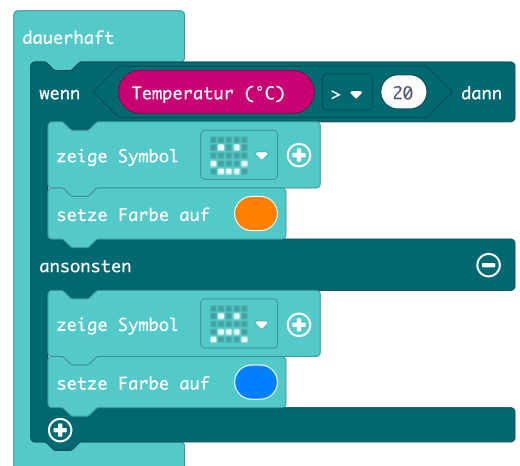 dauerhaft
wenn Temperatur (°C) > 20 dann
zeige Symbol
setze Farbe auf
ansonsten
zeige Symbol
setze Farbe auf